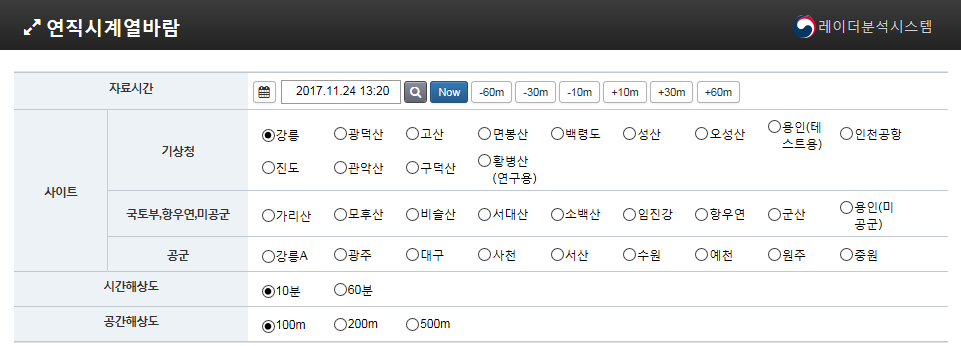 연직시계열바람
레이더분석시스템
자료시간
2017.11.24 13:20
Now
-60m
-30m
-10m
+10m
+30m
+60m
사이트
기상청
강릉
광덕산
고산
면봉산
백령도
성산
오성산
용인(테
스트용)
인천공항
진도
관악산
구덕산
황병산
(연구용)
국토부,항우연,미공군
가리산
모후산
비슬산
서대산
소백산
임진강
항우연
군산
용인(미
공군)
공군
강릉A
광주
대구
사천
서산
수원
예천
원주
중원
시간해상도
10분
60분
공간해상도
100m
200m
500m